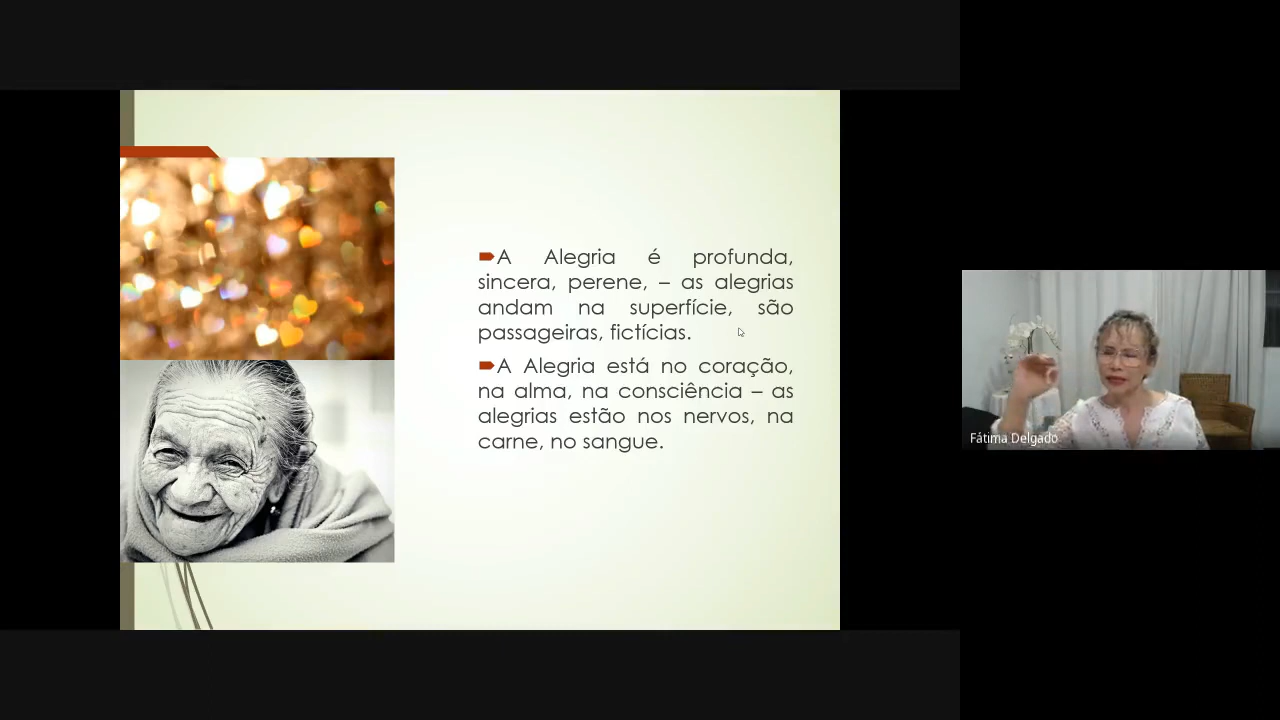 A Alegria é profunda,
sincera, perene, – as alegrias
andam na superfície, são
passageiras, fictícias.
A Alegria está no coração,
na alma, na consciência – as
alegrias estão nos nervos, na
carne, no sangue.
Fátima Delgado